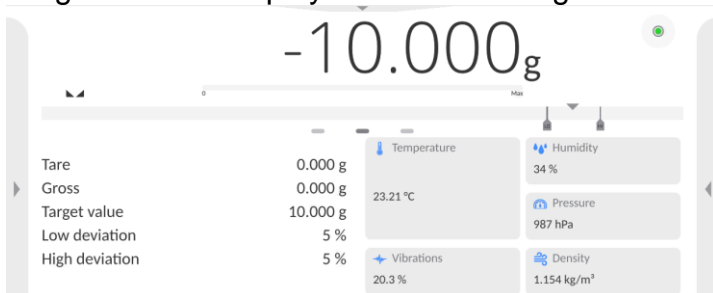 -10.000g
0 Max
Tare 0.000 g
Gross 0.000 g
Target value 10.000 g
Low deviation 5 %
High deviation 5 %
Temperature
23.21 °C
Humidity
34 %
Pressure
987 hPa
Vibrations
20.3 %
Density
1.154 kg/m³